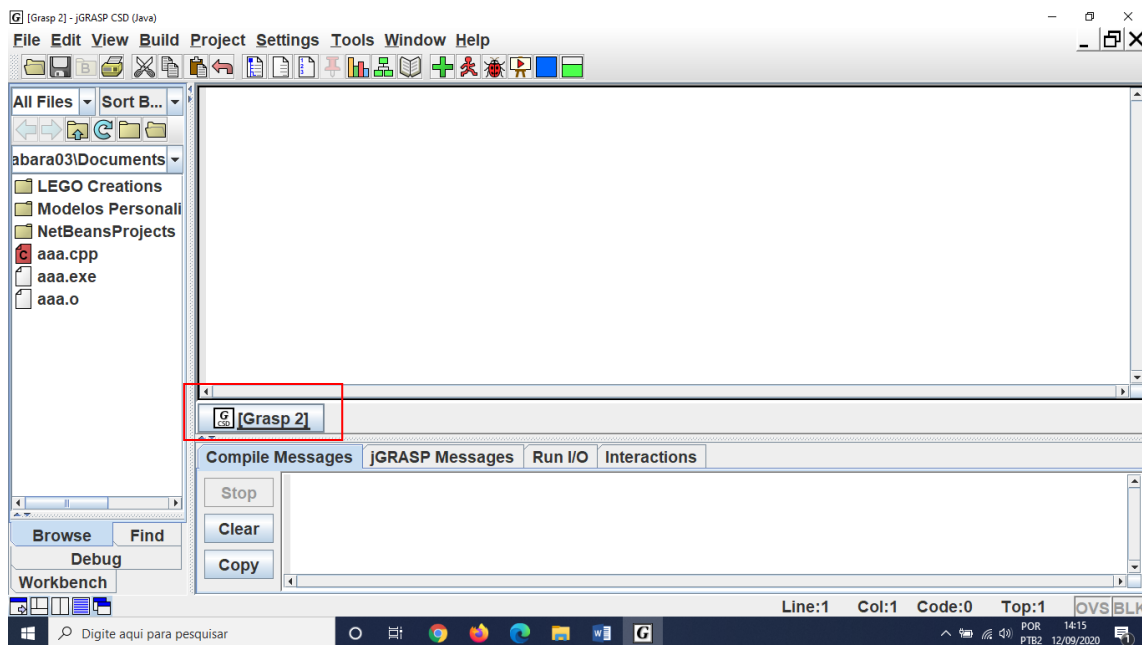 [Grasp 2] - jGRASP CSD (Java)
File Edit View Build Project Settings Tools Window Help
All Files Sort B...
abara03\Documents
LEGO Creations
Modelos Personali
NetBeansProjects
aaa.cpp
aaa.exe
aaa.o
[Grasp 2]
Compile Messages jGRASP Messages Run I/O Interactions
Stop
Clear
Copy
Browse Find
Debug
Workbench
Line:1 Col:1 Code:0 Top:1 OVS BLK
Digite aqui para pesquisar
POR 14:15
PTB2 12/09/2020